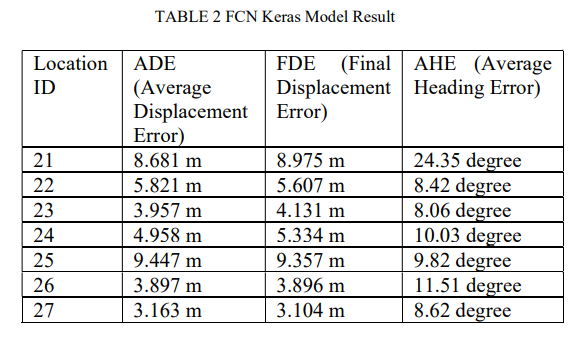 TABLE 2 FCN Keras Model Result
Location ID | ADE (Average Displacement Error) | FDE (Final Displacement Error) | AHE (Average Heading Error)
21 | 8.681 m | 8.975 m | 24.35 degree
22 | 5.821 m | 5.607 m | 8.42 degree
23 | 3.957 m | 4.131 m | 8.06 degree
24 | 4.958 m | 5.334 m | 10.03 degree
25 | 9.447 m | 9.357 m | 9.82 degree
26 | 3.897 m | 3.896 m | 11.51 degree
27 | 3.163 m | 3.104 m | 8.62 degree